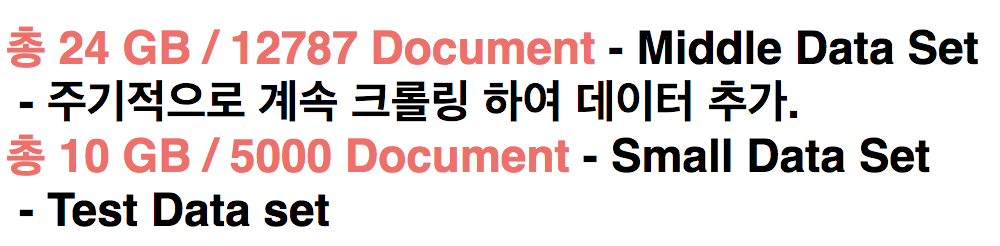 총 24 GB / 12787 Document - Middle Data Set
- 주기적으로 계속 크롤링 하여 데이터 추가.
총 10 GB / 5000 Document - Small Data Set
- Test Data set